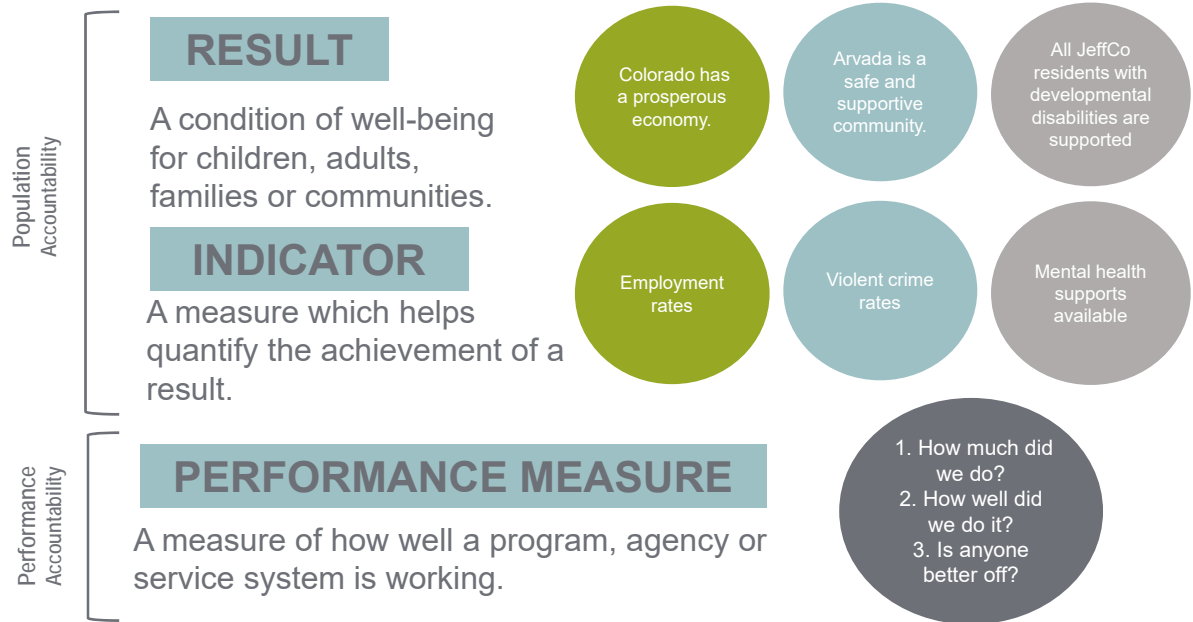 Population
Accountability
RESULT
A condition of well-being
for children, adults,
families or communities.
Colorado has
a prosperous
economy.
Arvada is a
safe and
supportive
community.
All JeffCo
residents with
developmental
disabilities are
supported
INDICATOR
A measure which helps
quantify the achievement of a
result.
Employment
rates
Violent crime
rates
Mental health
supports
available
Performance
Accountability
PERFORMANCE MEASURE
A measure of how well a program, agency or
service system is working.
1. How much did
we do?
2. How well did
we do it?
3. Is anyone
better off?